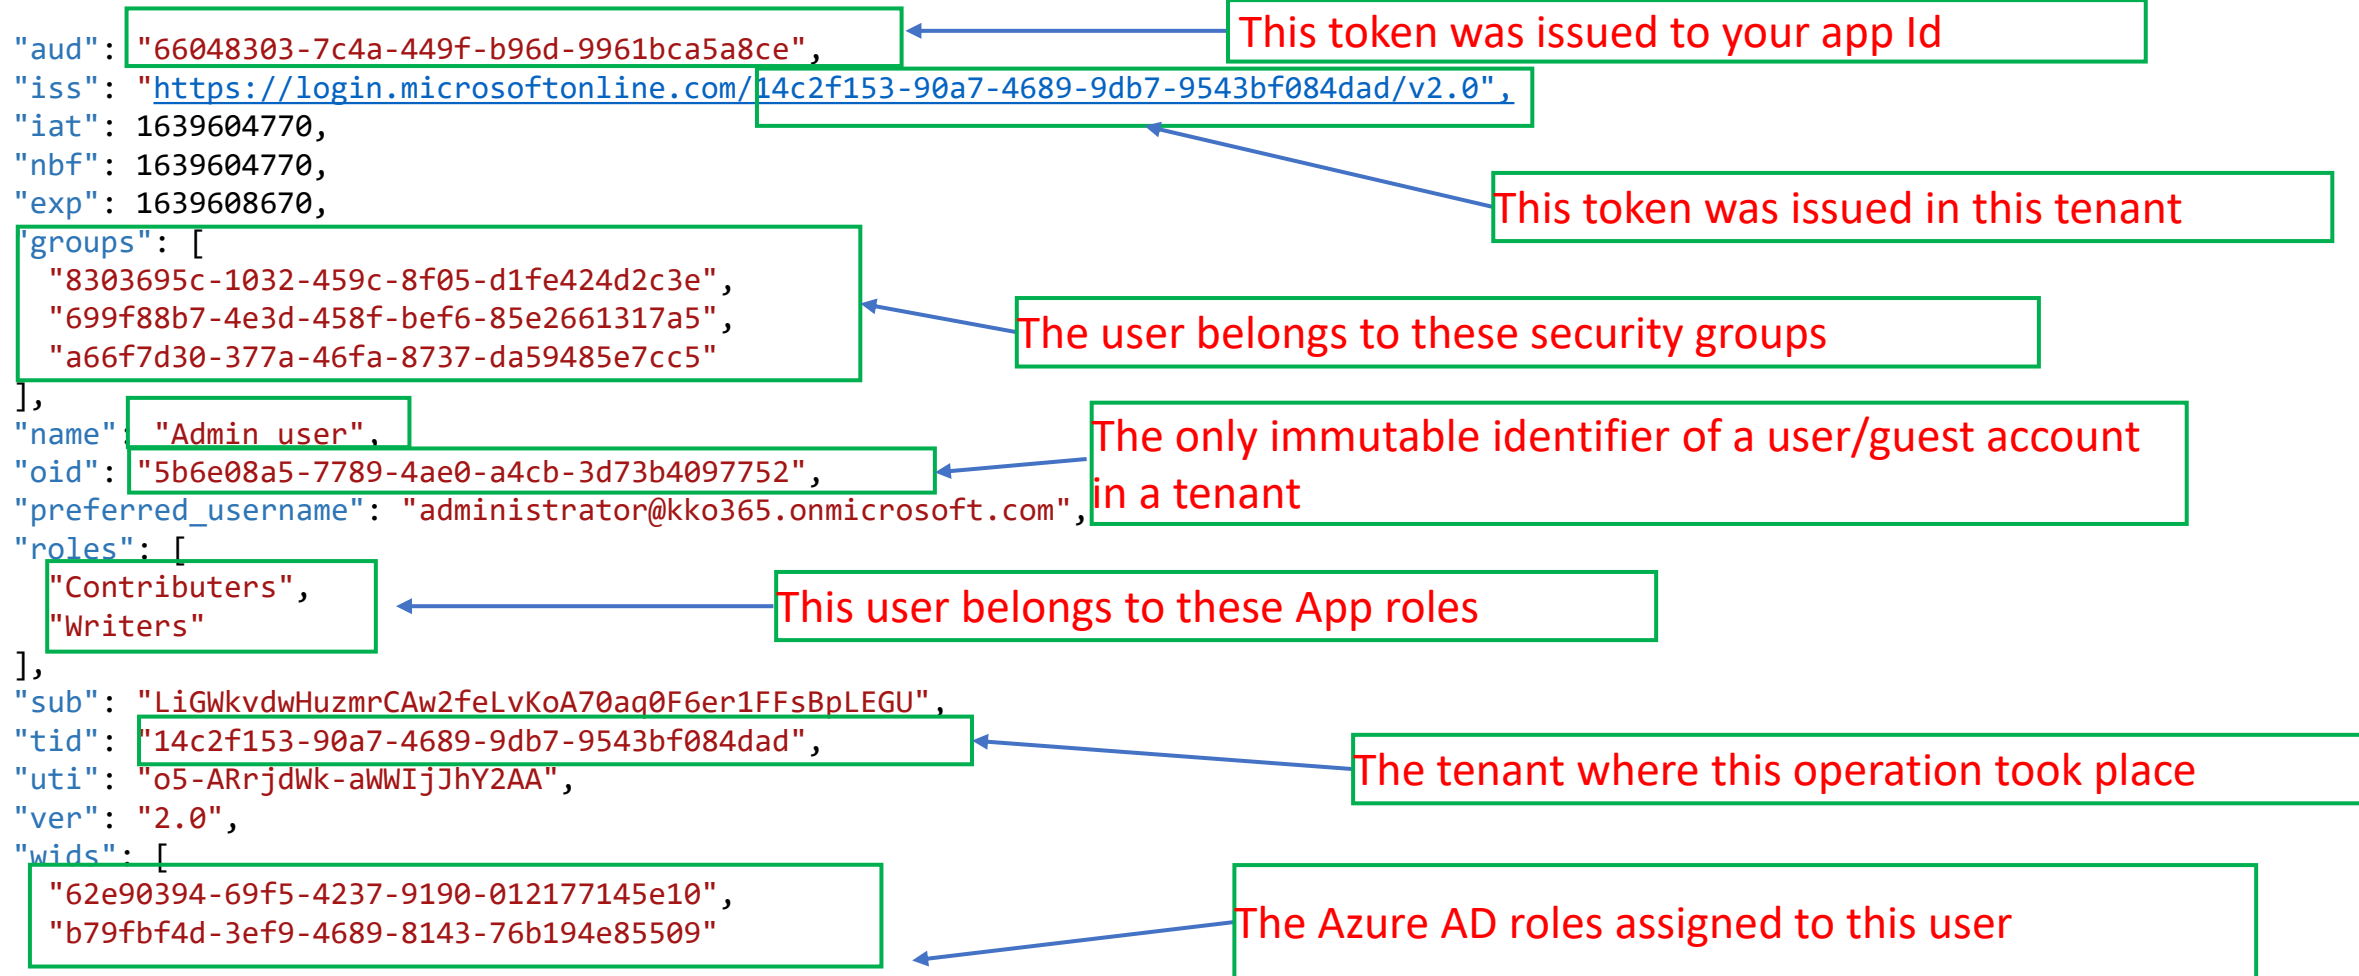 "aud": "66048303-7c4a-449f-b96d-9961bca5a8ce",
This token was issued to your app Id
"iss": "https://login.microsoftonline.com/14c2f153-90a7-4689-9db7-9543bf084dad/v2.0",
"iat": 1639604770,
"nbf": 1639604770,
"exp": 1639608670,
This token was issued in this tenant
"groups": [
"8303695c-1032-459c-8f05-d1fe424d2c3e",
"699f88b7-4e3d-458f-bef6-85e2661317a5",
"a66f7d30-377a-46fa-8737-da59485e7cc5"
The user belongs to these security groups
],
"name": "Admin user",
"oid": "5b6e08a5-7789-4ae0-a4cb-3d73b4097752",
The only immutable identifier of a user/guest account
in a tenant
"preferred_username": "administrator@kko365.onmicrosoft.com",
"roles": [
"Contributers",
"Writers"
This user belongs to these App roles
],
"sub": "LiGWkvdwHuzmrCAw2feLvKoA70aq0F6er1FFsBpLEGU",
"tid": "14c2f153-90a7-4689-9db7-9543bf084dad",
The tenant where this operation took place
"uti": "o5-ARrjdWk-aWWIjJhY2AA",
"ver": "2.0",
"wids": [
"62e90394-69f5-4237-9190-012177145e10",
"b79fbf4d-3ef9-4689-8143-76b194e85509"
The Azure AD roles assigned to this user